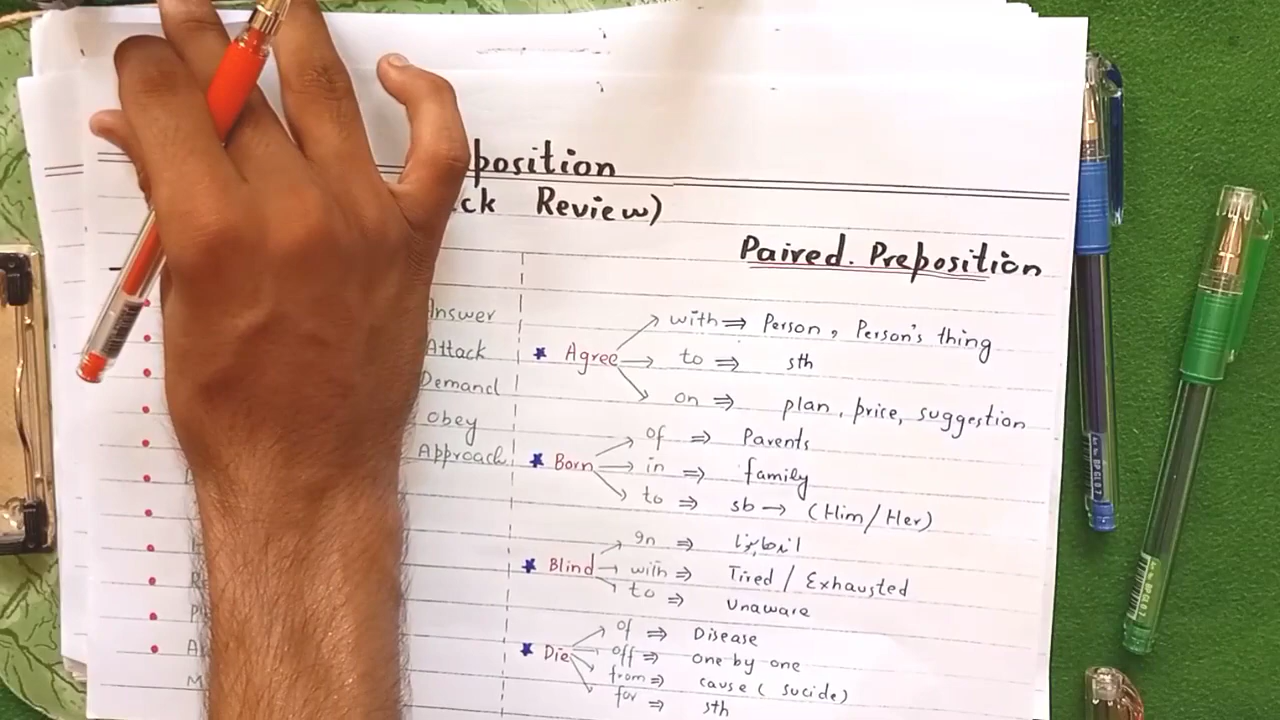 position
ck Review)
Paired. Preposition
Answer
Attack
Demand
obey
Approach
★ Agree
with ⇒ Person, Person's thing
to ⇒ sth
on ⇒ plan, price, suggestion
★ Born
of ⇒ Parents
in ⇒ family
to ⇒ sb → (Him/Her)
★ Blind
in ⇒
with ⇒ Tired / Exhausted
to ⇒ Unaware
★ Die
of ⇒ Disease
off ⇒ one by one
from ⇒ cause ( sucide)
for ⇒ sth